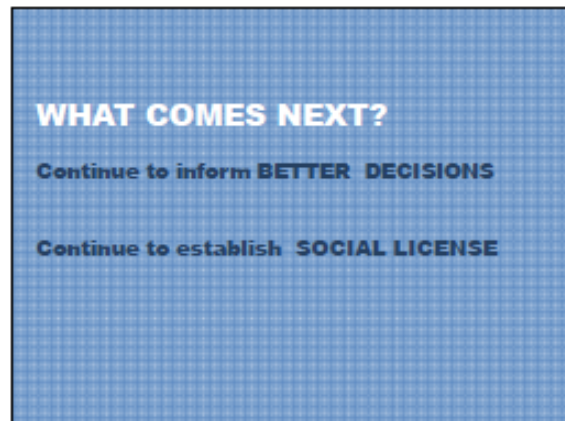 WHAT COMES NEXT?
Continue to inform BETTER DECISIONS
Continue to establish SOCIAL LICENSE